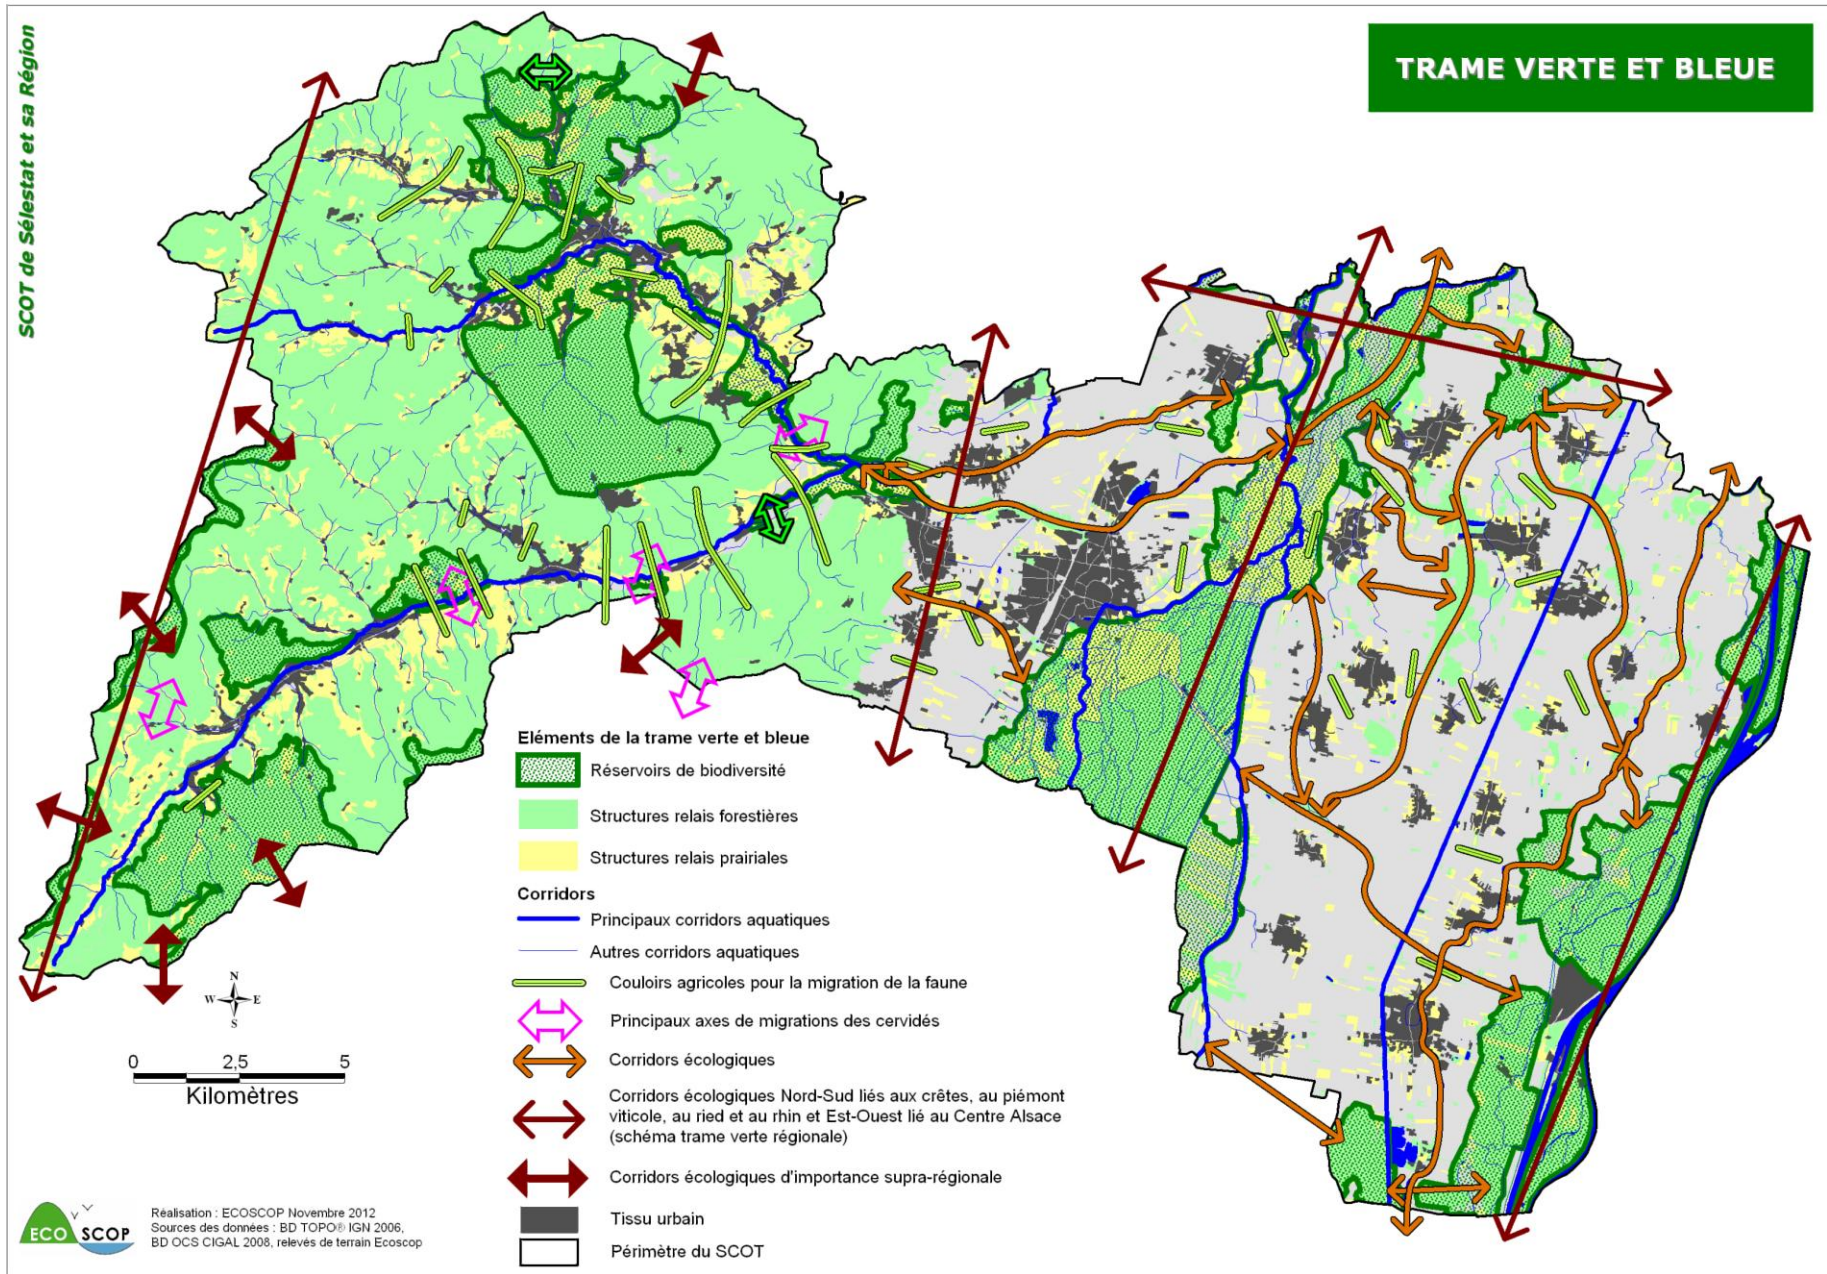 SCOT de Sélestat et sa Région
TRAME VERTE ET BLEUE
Eléments de la trame verte et bleue
Réservoirs de biodiversité
Structures relais forestières
Structures relais prairiales
Corridors
Principaux corridors aquatiques
Autres corridors aquatiques
Couloirs agricoles pour la migration de la faune
Principaux axes de migrations des cervidés
Corridors écologiques
Corridors écologiques Nord-Sud liés aux crêtes, au piémont
viticole, au ried et au rhin et Est-Ouest lié au Centre Alsace
(schéma trame verte régionale)
Corridors écologiques d'importance supra-régionale
Tissu urbain
Périmètre du SCOT
N
W E
S
0 2,5 5
Kilomètres
ECO SCOP
Réalisation : ECOSCOP Novembre 2012
Sources des données : BD TOPO® IGN 2006,
BD OCS CIGAL 2008, relevés de terrain Ecoscop